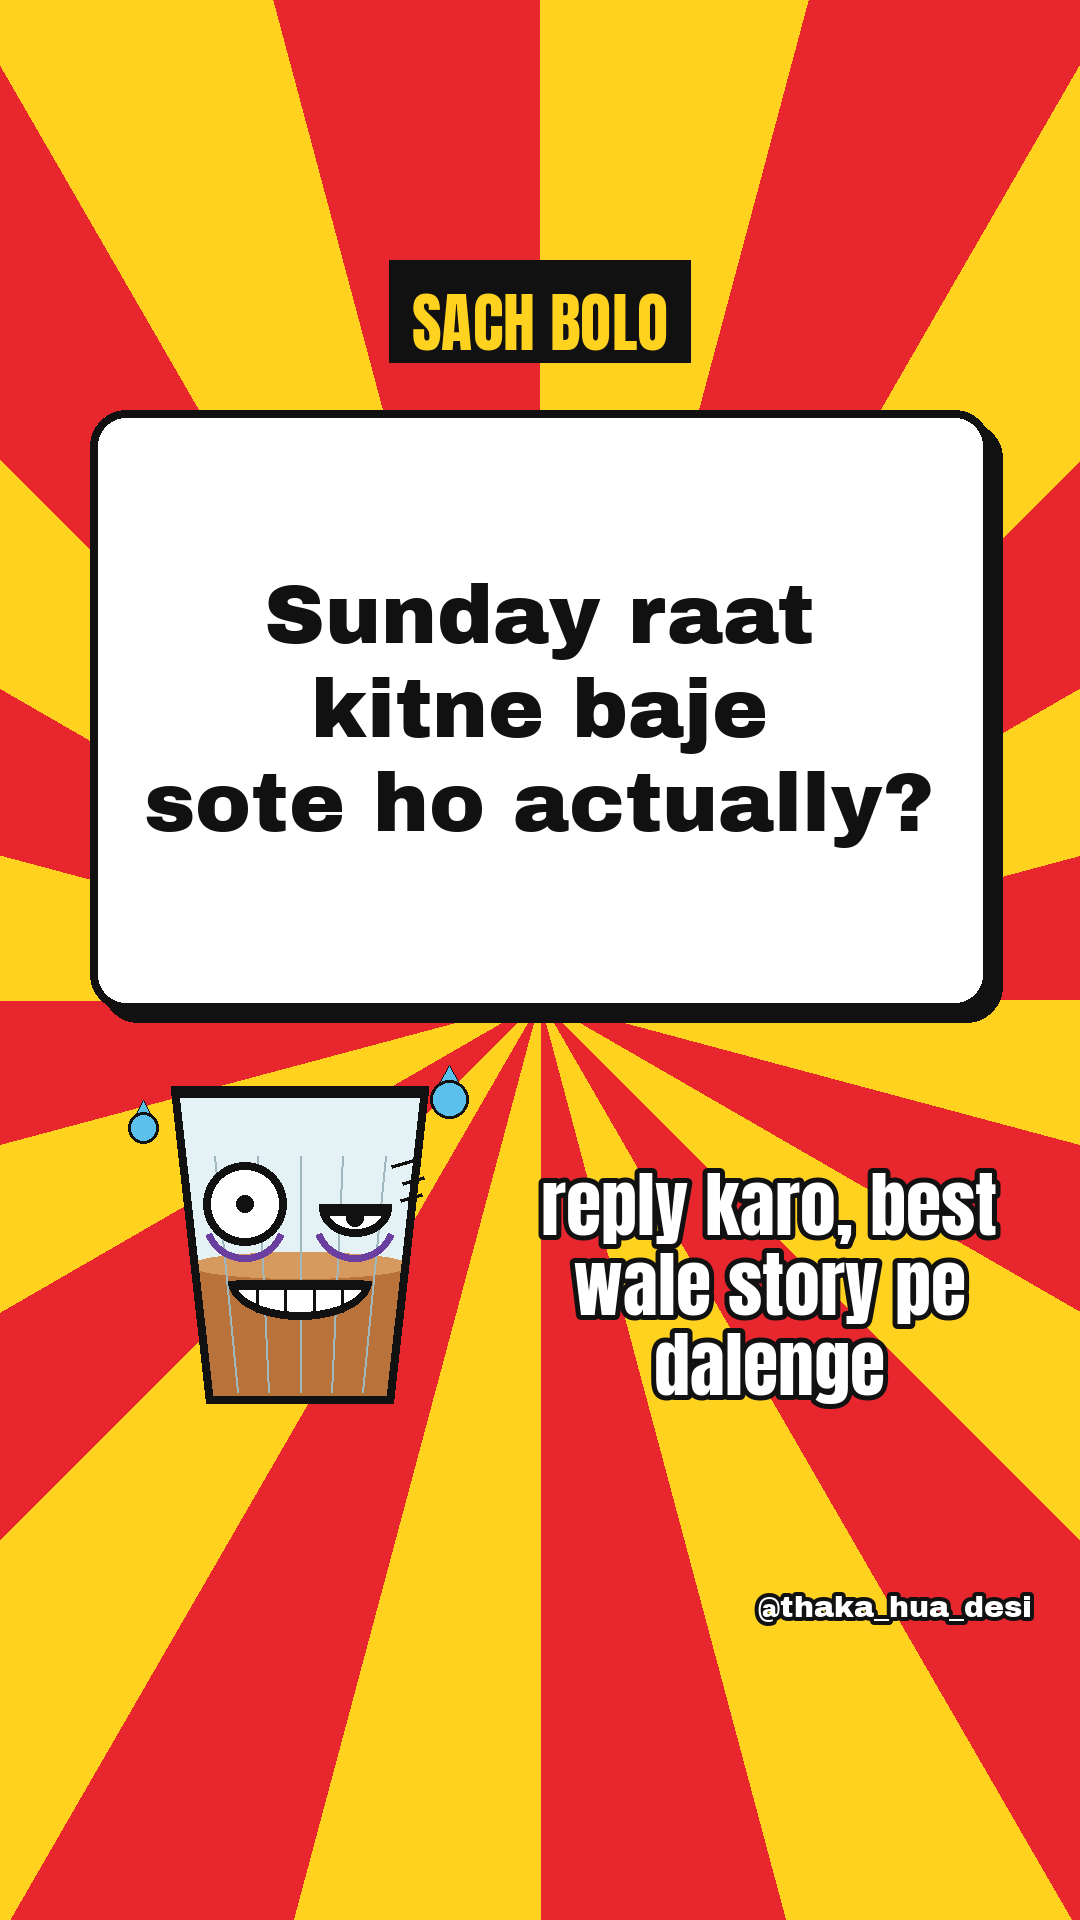 SACH BOLO
Sunday raat
kitne baje
sote ho actually?
reply karo, best
wale story pe
dalenge
@thaka_hua_desi